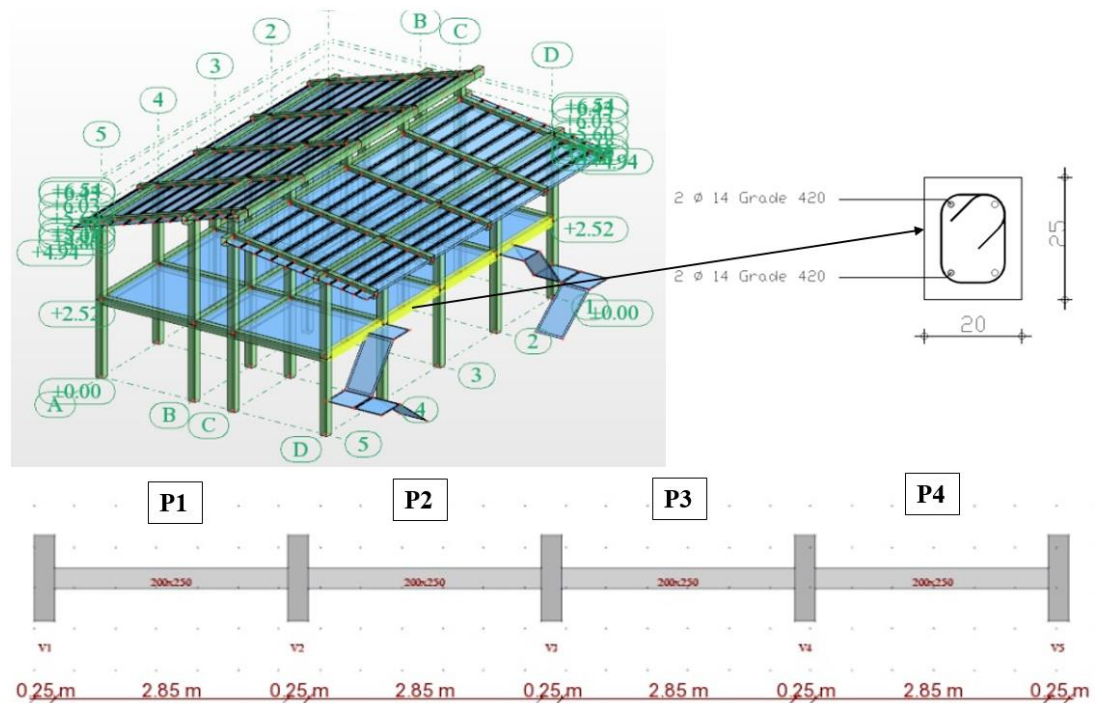 B
C
D
2
3
4
5
+6.54
+6.03
+4.94
+2.52
+0.00
A
B
C
D
+6.54
+6.03
5.60
4.94
+2.52
1
+0.00
2
3
4
5
2 Ø 14 Grade 420
2 Ø 14 Grade 420
25
20
P1 P2 P3 P4
200x250 200x250 200x250 200x250
V1 V2 V3 V4 V5
0.25 m 2.85 m 0.25 m 2.85 m 0.25 m 2.85 m 0.25 m 2.85 m 0.25 m